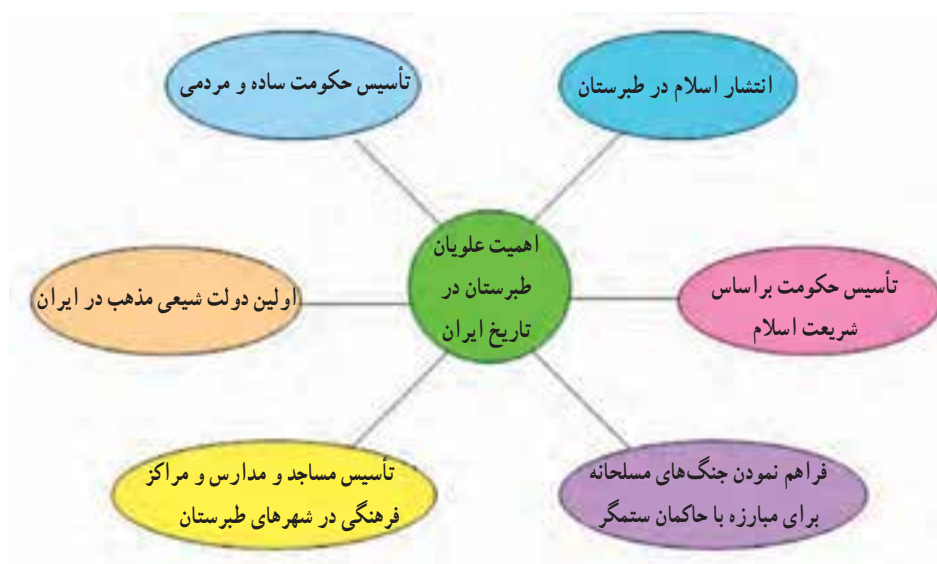 انتشار اسلام در طبرستان
تأسیس حکومت ساده و مردمی
اهمیت علویان
طبرستان در
تاریخ ایران
تأسیس حکومت براساس
شریعت اسلام
اولین دولت شیعی مذهب در ایران
فراهم نمودن جنگ‌های مسلحانه
برای مبارزه با حاکمان ستمگر
تأسیس مساجد و مدارس و مراکز
فرهنگی در شهرهای طبرستان